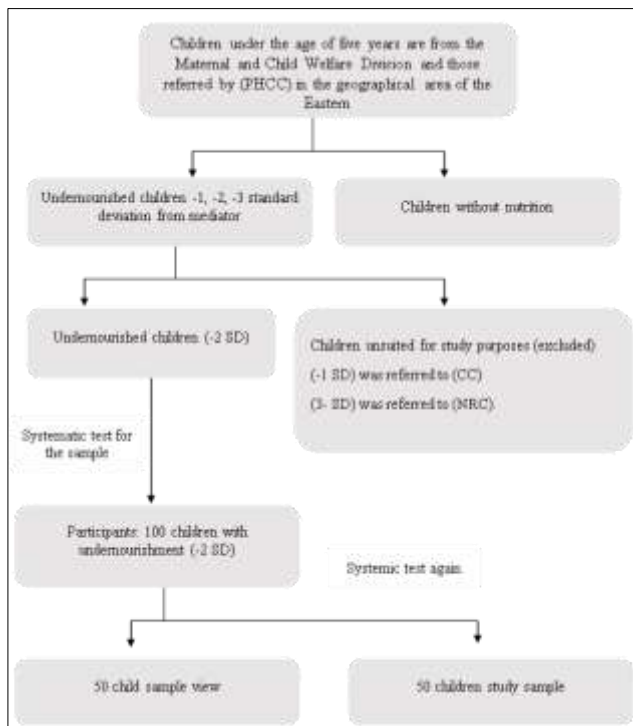 Children under the age of five years are from the
Maternal and Child Welfare Division and those
referred by (PHCC) in the geographical area of the
Eastern
Undernourished children -1, -2, -3 standard
deviation from mediator
Children without nutrition
Undernourished children (-2 SD)
Children unsuited for study purposes (excluded)
(-1 SD) was referred to (CC)
(3- SD) was referred to (NRC)
Systematic test for
the sample
Participants: 100 children with
undernourishment (-2 SD)
Systemic test again
50 child sample view
50 children study sample